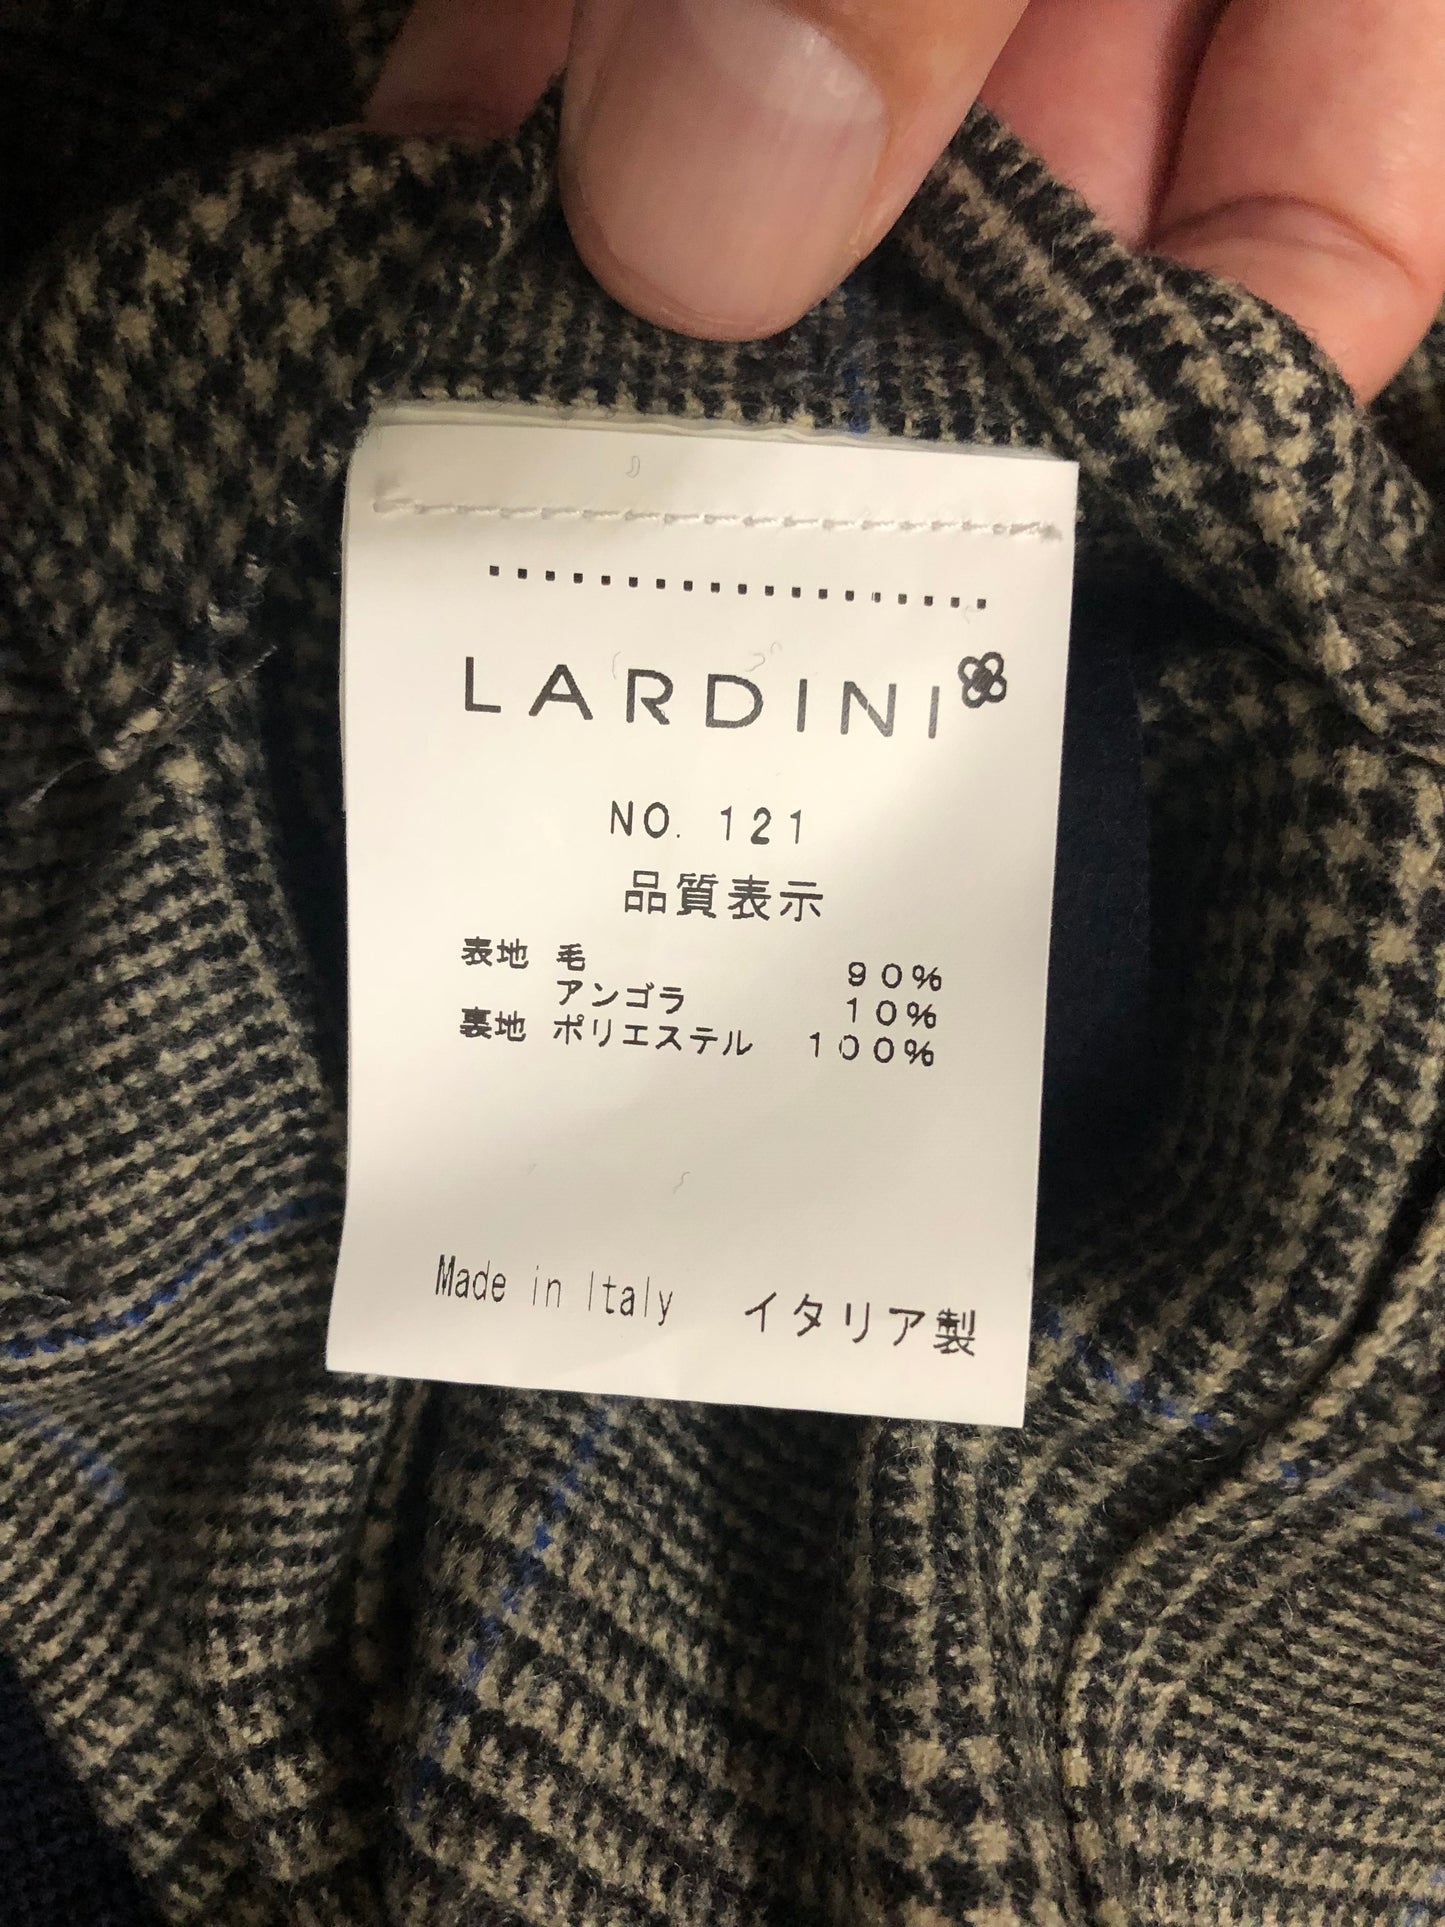 LARDINI
NO. 121
品質表示
表地 毛 90%
アンゴラ 10%
裏地 ポリエステル 100%
Made in Italy イタリア製